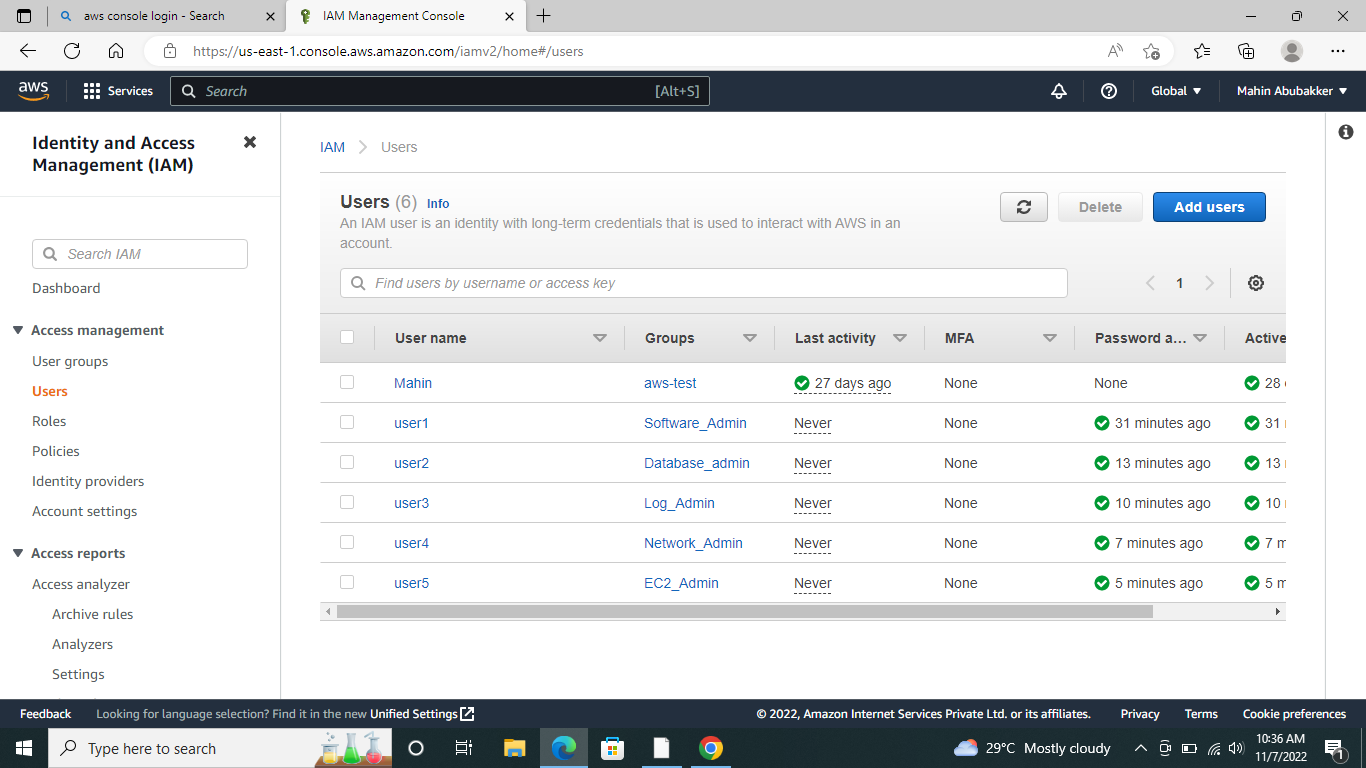 aws console login - Search
IAM Management Console
https://us-east-1.console.aws.amazon.com/iamv2/home#/users
aws
Services
Search
[Alt+S]
Global
Mahin Abubakker
Identity and Access
Management (IAM)
Search IAM
Dashboard
Access management
User groups
Users
Roles
Policies
Identity providers
Account settings
Access reports
Access analyzer
Archive rules
Analyzers
Settings
IAM > Users
Users (6) Info
An IAM user is an identity with long-term credentials that is used to interact with AWS in an
account.
Delete
Add users
Find users by username or access key
1
User name Groups Last activity MFA Password a... Active
Mahin aws-test 27 days ago None None 28
user1 Software_Admin Never None 31 minutes ago 31
user2 Database_admin Never None 13 minutes ago 13
user3 Log_Admin Never None 10 minutes ago 10
user4 Network_Admin Never None 7 minutes ago 7 m
user5 EC2_Admin Never None 5 minutes ago 5 m
Feedback Looking for language selection? Find it in the new Unified Settings
© 2022, Amazon Internet Services Private Ltd. or its affiliates. Privacy Terms Cookie preferences
Type here to search
29°C Mostly cloudy
10:36 AM
11/7/2022
1